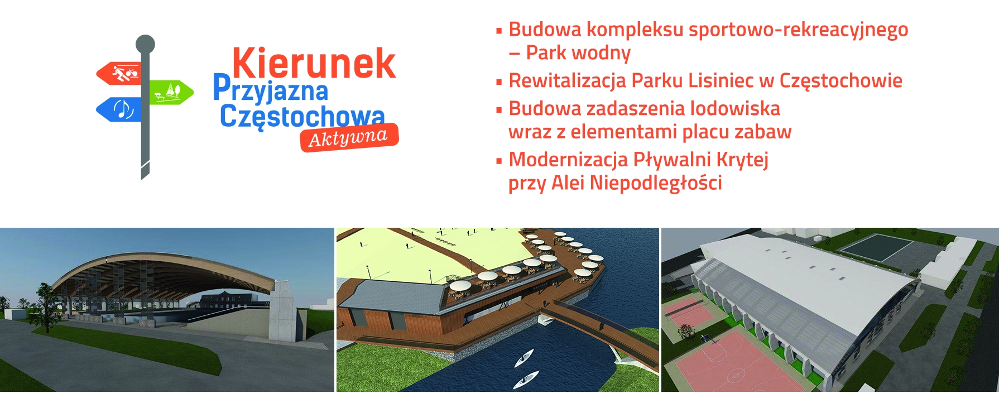 Kierunek
Przyjazna
Częstochowa
Aktywna
▪ Budowa kompleksu sportowo-rekreacyjnego
– Park wodny
▪ Rewitalizacja Parku Lisiniec w Częstochowie
▪ Budowa zadaszenia lodowiska
wraz z elementami placu zabaw
▪ Modernizacja Pływalni Krytej
przy Alei Niepodległości